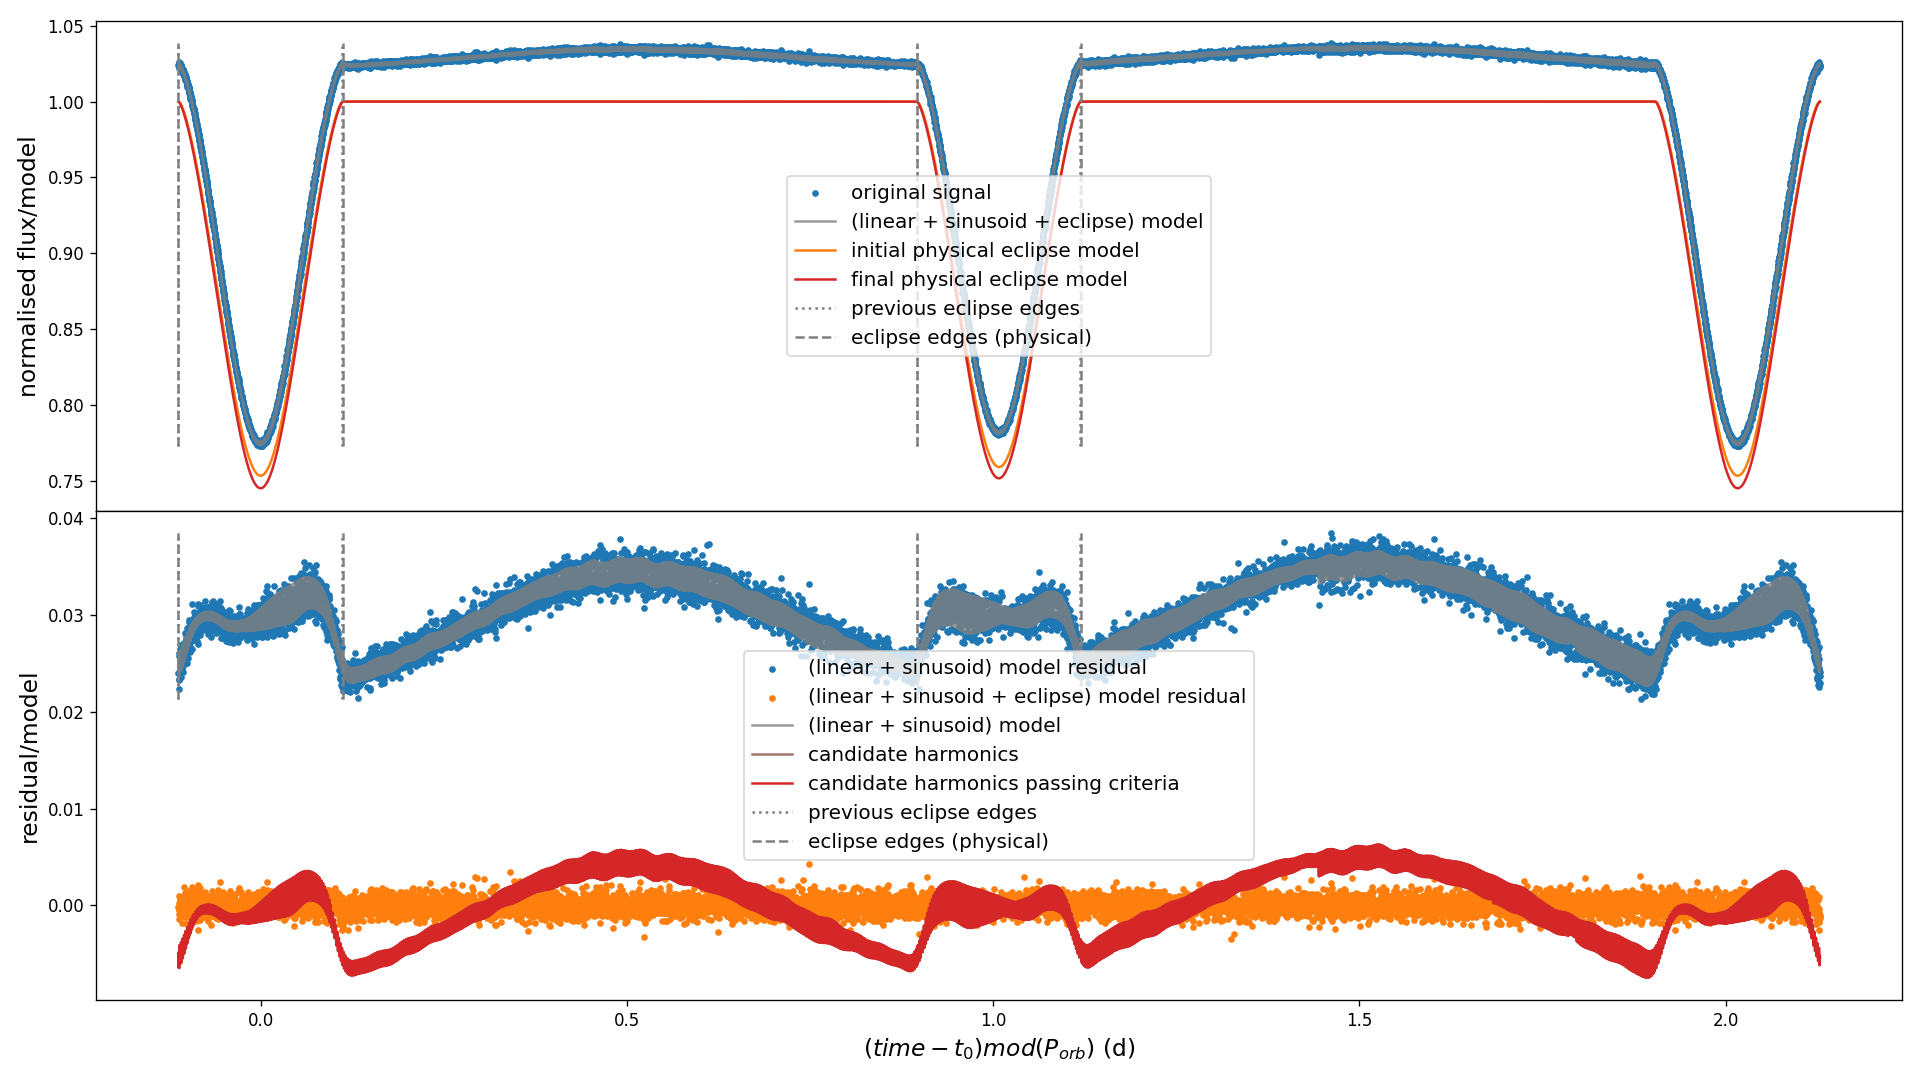 1.05
1.00
0.95
0.90
0.85
0.80
0.75
normalised flux/model
original signal
(linear + sinusoid + eclipse) model
initial physical eclipse model
final physical eclipse model
previous eclipse edges
eclipse edges (physical)
0.04
0.03
0.02
0.01
0.00
residual/model
(linear + sinusoid) model residual
(linear + sinusoid + eclipse) model residual
(linear + sinusoid) model
candidate harmonics
candidate harmonics passing criteria
previous eclipse edges
eclipse edges (physical)
0.0 0.5 1.0 1.5 2.0
(time − t₀)mod(P_orb) (d)